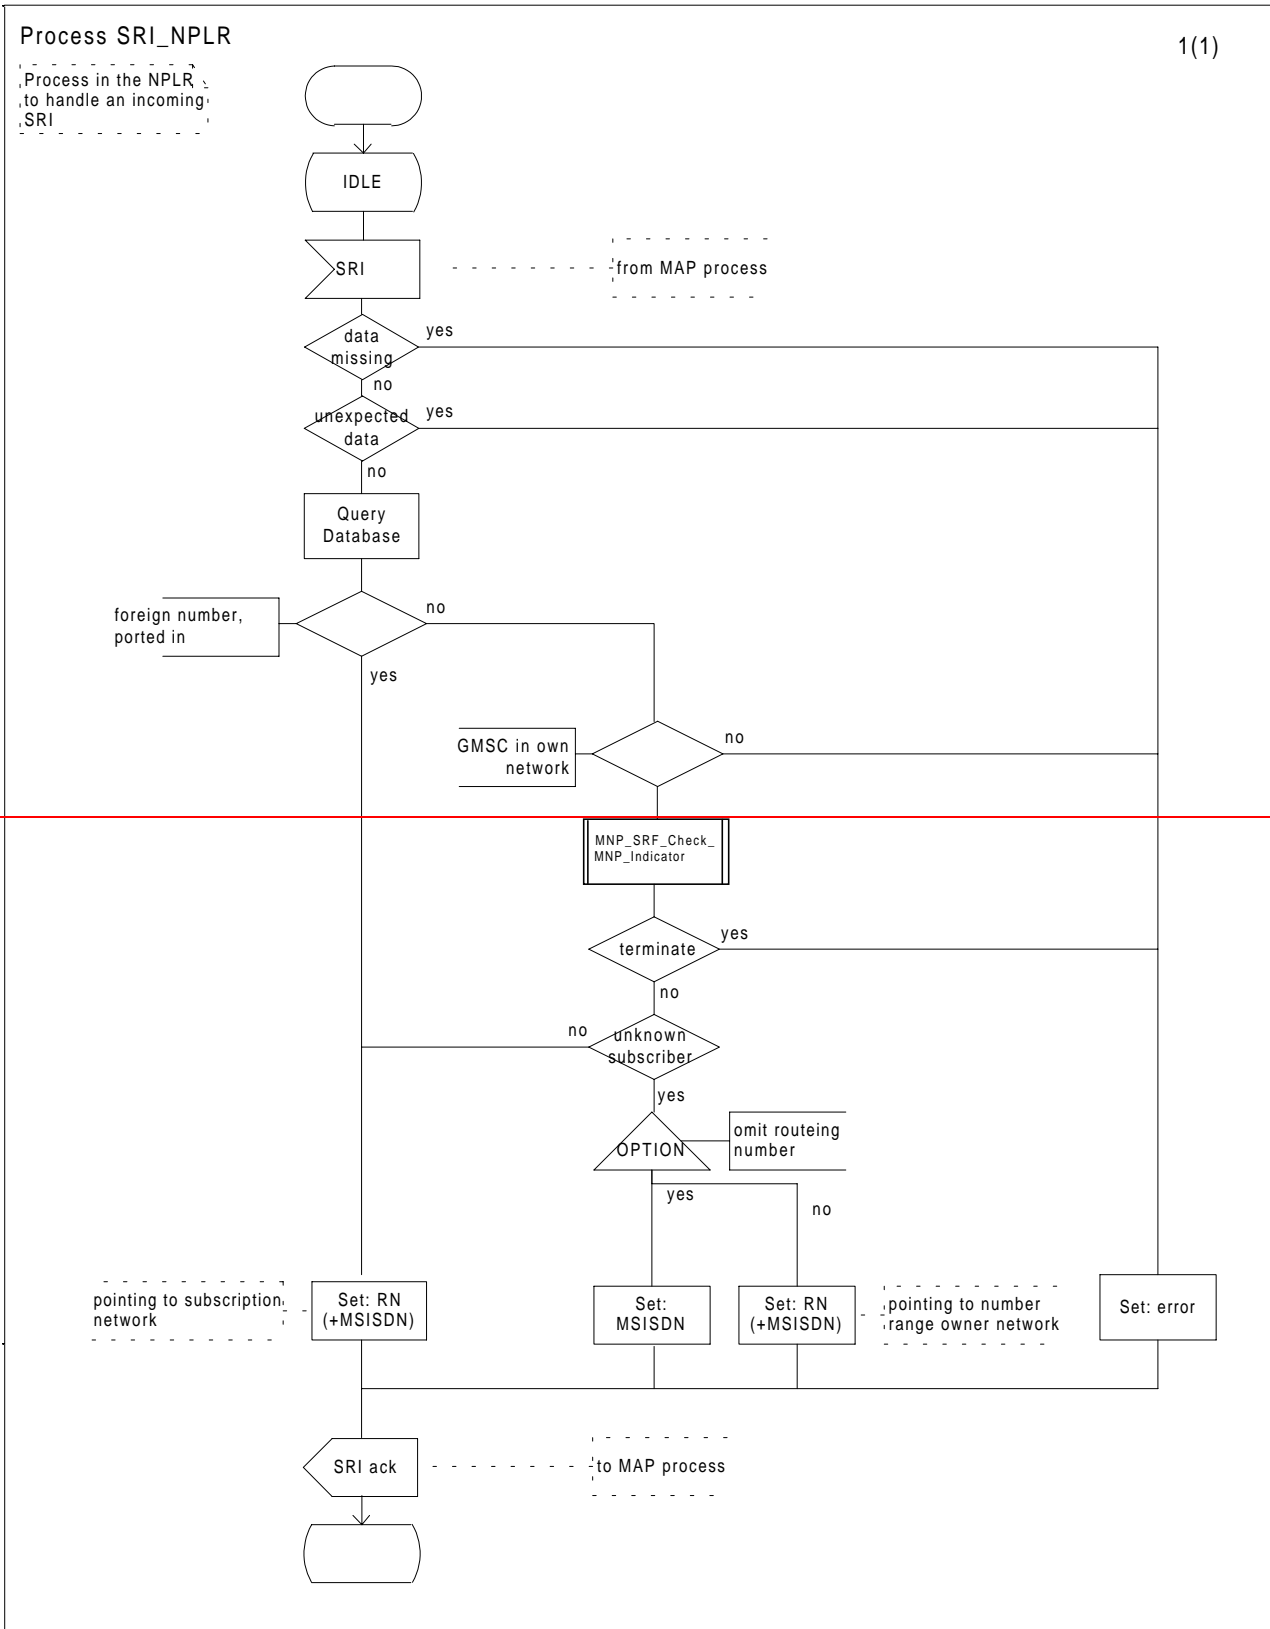 Process SRI_NPLR
1(1)
Process in the NPLR
to handle an incoming
SRI
IDLE
SRI
from MAP process
data
missing
yes
no
unexpected
data
yes
no
Query
Database
foreign number,
ported in
no
yes
GMSC in own
network
no
MNP_SRF_Check_
MNP_Indicator
terminate
yes
no
unknown
subscriber
no
yes
OPTION
omit routeing
number
yes
no
pointing to subscription
network
Set: RN
(+MSISDN)
Set:
MSISDN
Set: RN
(+MSISDN)
pointing to number
range owner network
Set: error
SRI ack
to MAP process